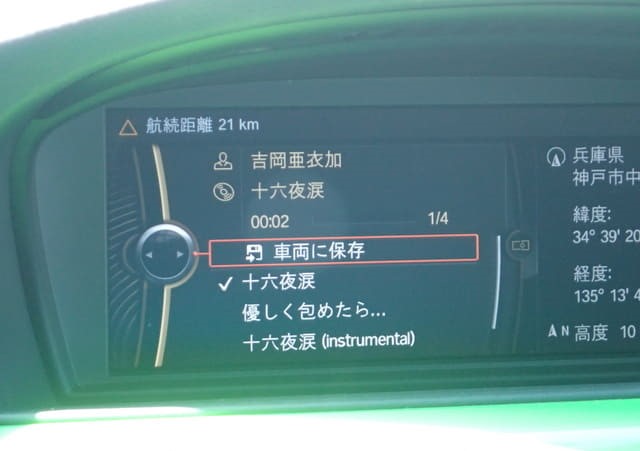 航続距離 21 km
吉岡亜衣加
十六夜涙
00:02 1/4
車両に保存
十六夜涙
優しく包めたら...
十六夜涙 (instrumental)
兵庫県
神戸市中
緯度:
34° 39' 20
経度:
135° 13' 4
N 高度 10